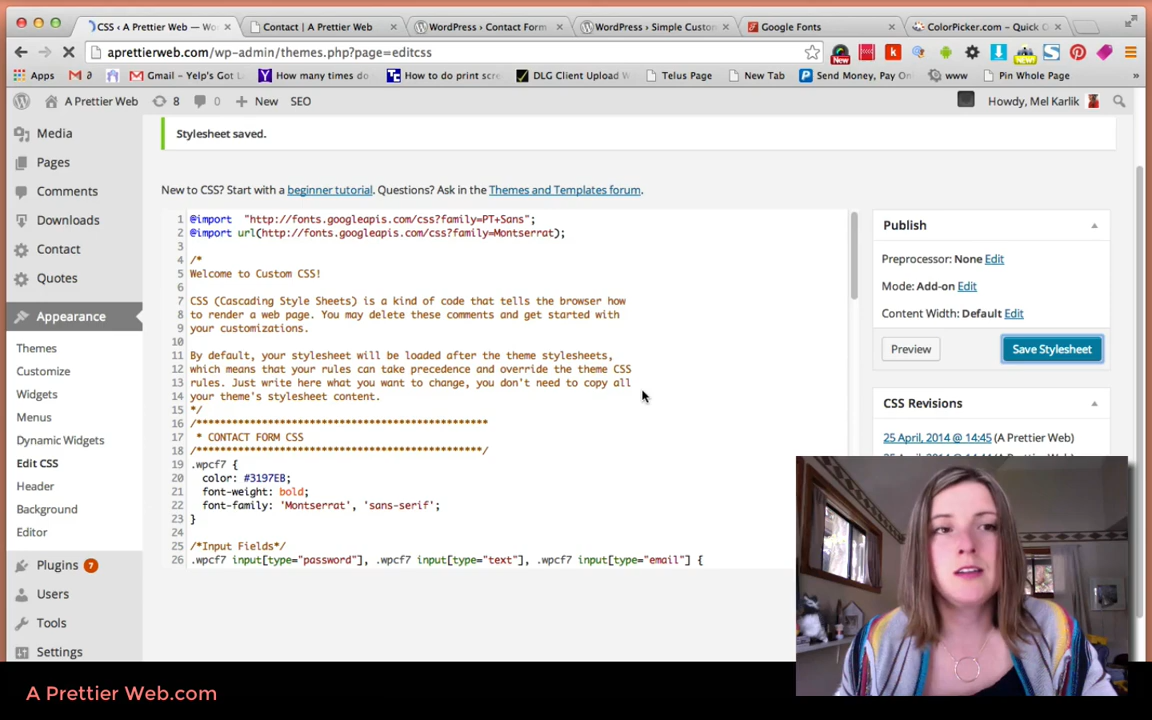 CSS ‹ A Prettier Web — Wo
Contact | A Prettier Web
WordPress › Contact Form
WordPress › Simple Custom
Google Fonts
ColorPicker.com - Quick O
aprettierweb.com/wp-admin/themes.php?page=editcss
New
New
Apps
Gmail - Yelp's Got L
How many times do
How to do print scre
DLG Client Upload W
Telus Page
New Tab
Send Money, Pay On
www
Pin Whole Page
»
A Prettier Web
8
0
New
SEO
Howdy, Mel Karlik
Media
Pages
Comments
Downloads
Contact
Quotes
Appearance
Themes
Customize
Widgets
Menus
Dynamic Widgets
Edit CSS
Header
Background
Editor
Plugins 7
Users
Tools
Settings
Stylesheet saved.
New to CSS? Start with a beginner tutorial. Questions? Ask in the Themes and Templates forum.
1 @import "http://fonts.googleapis.com/css?family=PT+Sans";
2 @import url(http://fonts.googleapis.com/css?family=Montserrat);
3
4 /*
5 Welcome to Custom CSS!
6
7 CSS (Cascading Style Sheets) is a kind of code that tells the browser how
8 to render a web page. You may delete these comments and get started with
9 your customizations.
10
11 By default, your stylesheet will be loaded after the theme stylesheets,
12 which means that your rules can take precedence and override the theme CSS
13 rules. Just write here what you want to change, you don't need to copy all
14 your theme's stylesheet content.
15 */
16 /********************************************
17 * CONTACT FORM CSS
18 /********************************************/
19 .wpcf7 {
20 color: #3197EB;
21 font-weight: bold;
22 font-family: 'Montserrat', 'sans-serif';
23 }
24
25 /*Input Fields*/
26 .wpcf7 input[type="password"], .wpcf7 input[type="text"], .wpcf7 input[type="email"] {
Publish
Preprocessor: None Edit
Mode: Add-on Edit
Content Width: Default Edit
Preview
Save Stylesheet
CSS Revisions
25 April, 2014 @ 14:45 (A Prettier Web)
A Prettier Web.com